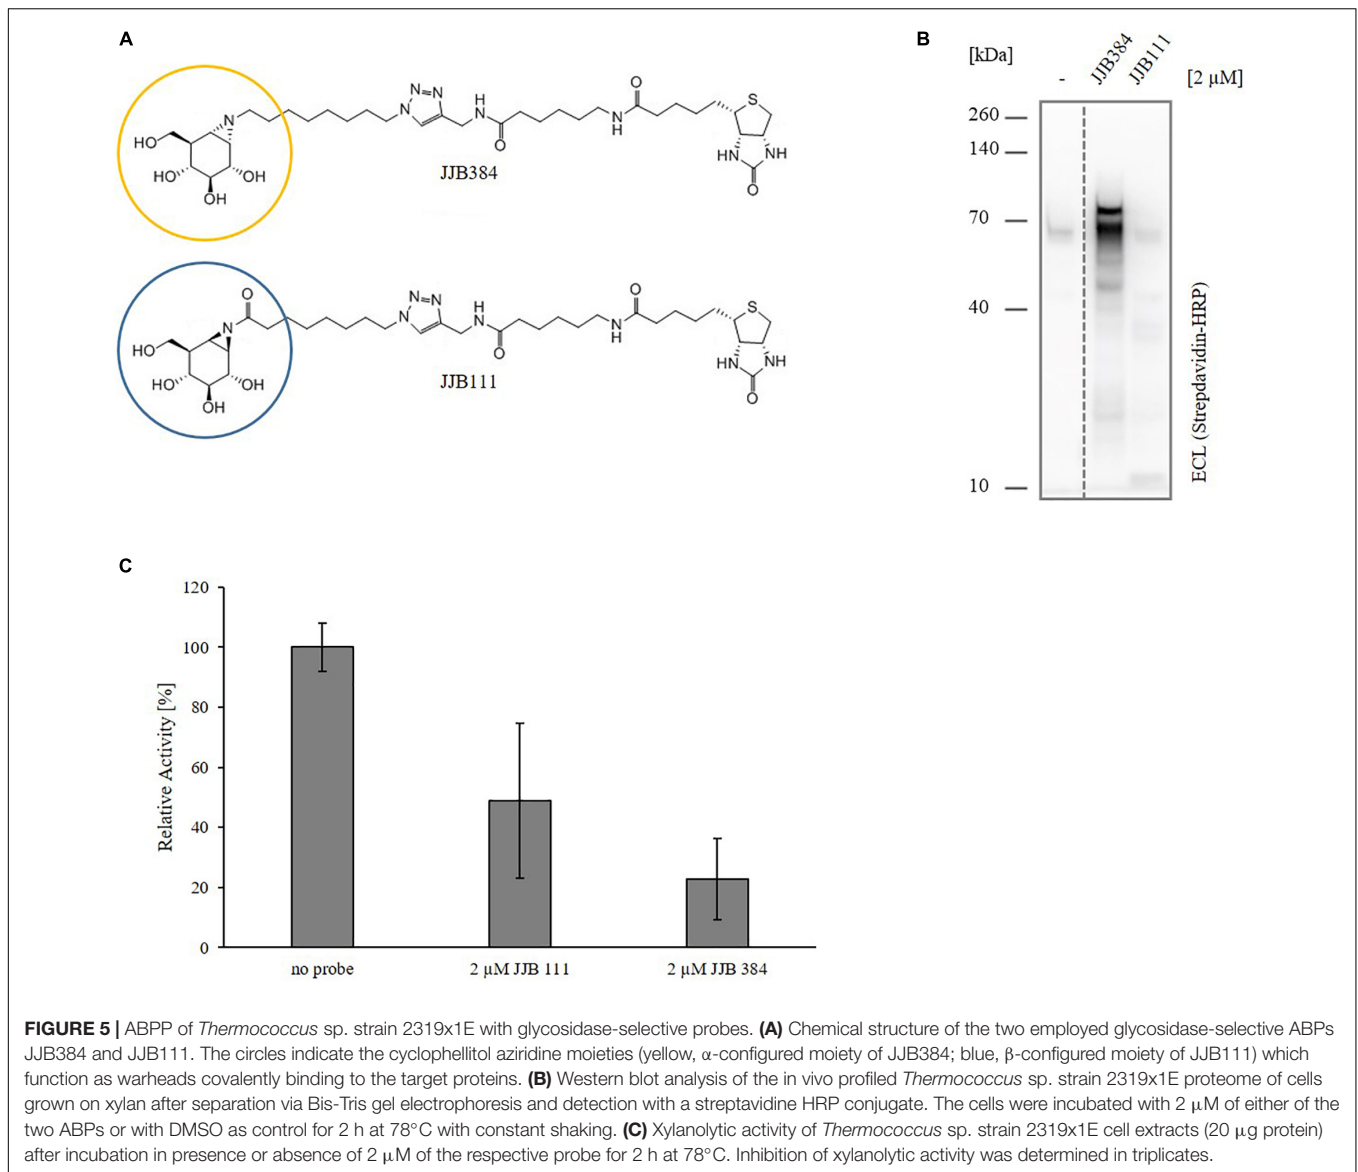 A
HO
HO
OH
OH
N
N
N=N
H
N
O
O
N
H
S
HN
NH
O
JJB384
O
N
HO
HO
OH
OH
N
N=N
H
N
O
O
N
H
S
HN
NH
O
JJB111
B
[kDa]
-
JJB384
JJB111
[2 µM]
260
140
70
40
10
ECL (Strepdavidin-HRP)
C
Relative Activity [%]
120
100
80
60
40
20
0
no probe
2 µM JJB 111
2 µM JJB 384
FIGURE 5 | ABPP of Thermococcus sp. strain 2319x1E with glycosidase-selective probes. (A) Chemical structure of the two employed glycosidase-selective ABPs
JJB384 and JJB111. The circles indicate the cyclophellitol aziridine moieties (yellow, α-configured moiety of JJB384; blue, β-configured moiety of JJB111) which
function as warheads covalently binding to the target proteins. (B) Western blot analysis of the in vivo profiled Thermococcus sp. strain 2319x1E proteome of cells
grown on xylan after separation via Bis-Tris gel electrophoresis and detection with a streptavidine HRP conjugate. The cells were incubated with 2 µM of either of the
two ABPs or with DMSO as control for 2 h at 78°C with constant shaking. (C) Xylanolytic activity of Thermococcus sp. strain 2319x1E cell extracts (20 µg protein)
after incubation in presence or absence of 2 µM of the respective probe for 2 h at 78°C. Inhibition of xylanolytic activity was determined in triplicates.